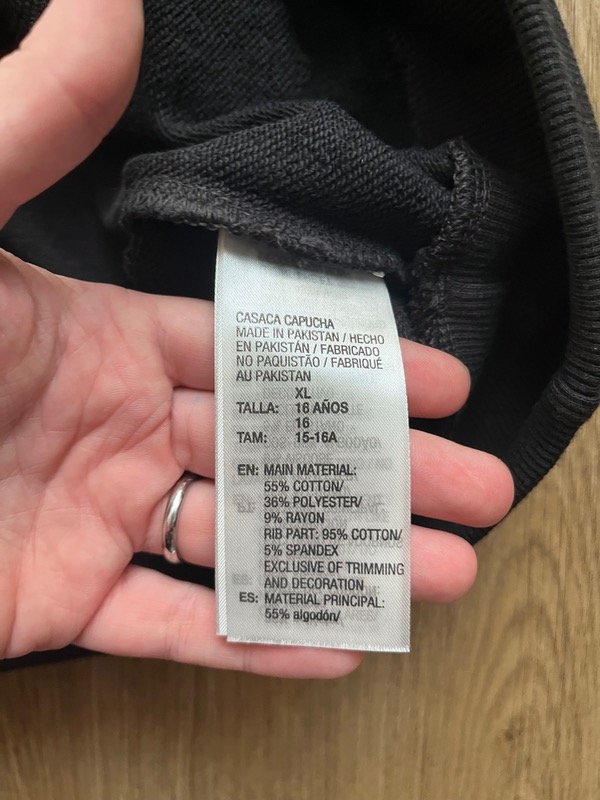 CASACA CAPUCHA
MADE IN PAKISTAN / HECHO
EN PAKISTÁN / FABRICADO
NO PAQUISTÃO / FABRIQUÉ
AU PAKISTAN
XL
TALLA: 16 AÑOS
16
TAM: 15-16A
EN: MAIN MATERIAL:
55% COTTON/
36% POLYESTER/
9% RAYON
RIB PART: 95% COTTON/
5% SPANDEX
EXCLUSIVE OF TRIMMING
AND DECORATION
ES: MATERIAL PRINCIPAL:
55% algodón/